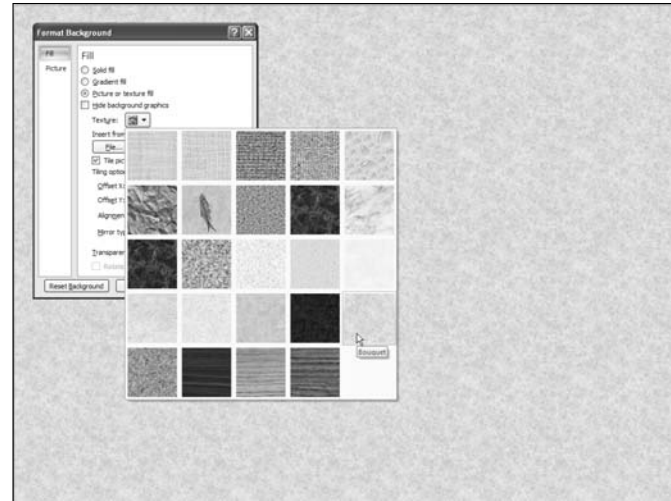 Format Background
Fill
Picture
Fill
Solid fill
Gradient fill
Picture or texture fill
Hide background graphics
Texture:
Insert from
File...
Tile pic
Tiling option
Offset X:
Offset Y:
Alignmen
Mirror typ
Transparen
Rotate
Reset Background
Bouquet